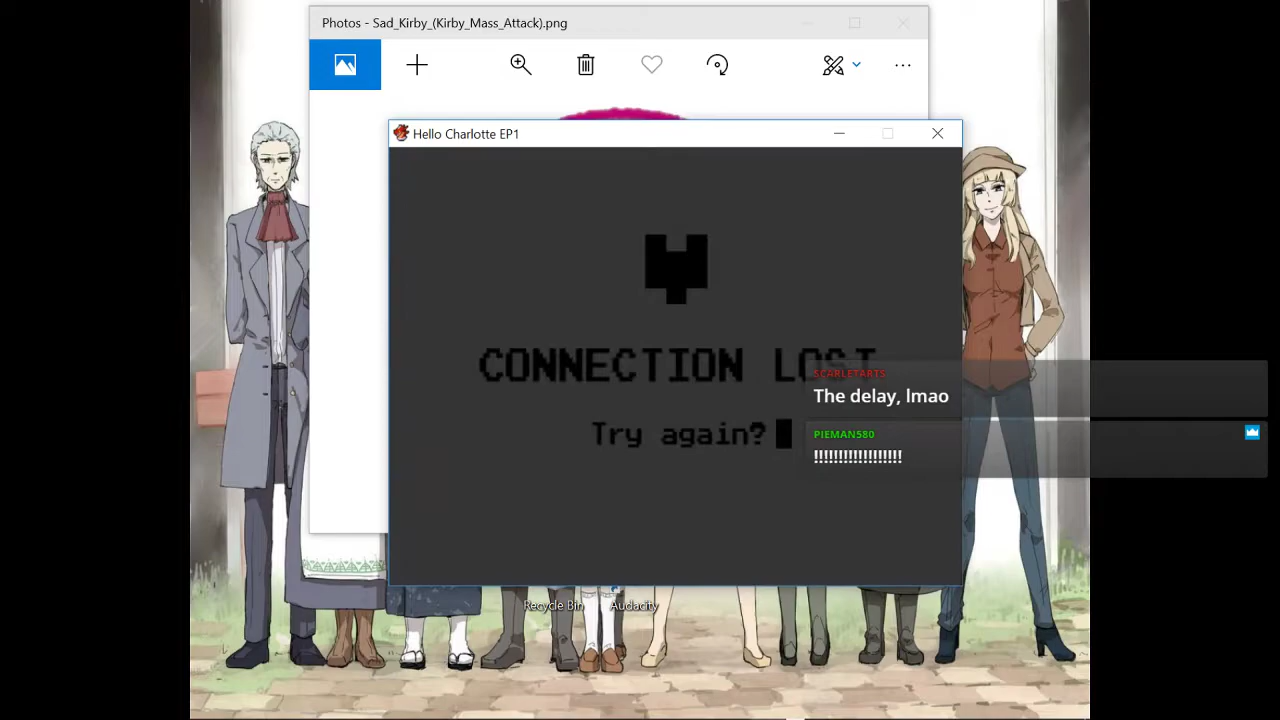 Photos - Sad_Kirby_(Kirby_Mass_Attack).png
Hello Charlotte EP1
CONNECTION LOST
SCARLETARTS
The delay, lmao
Try again?
PIEMAN580
!!!!!!!!!!!!!!!!!!
Recycle Bin
Audacity